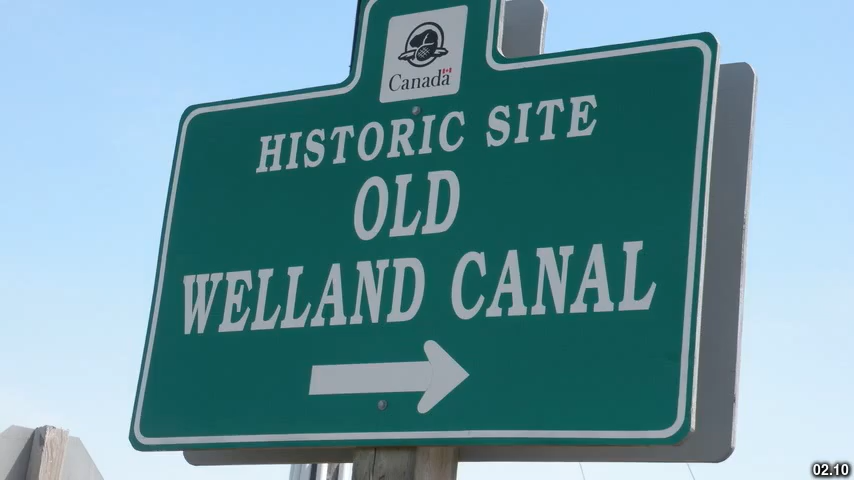 Canada
HISTORIC SITE
OLD
WELLAND CANAL
02.10